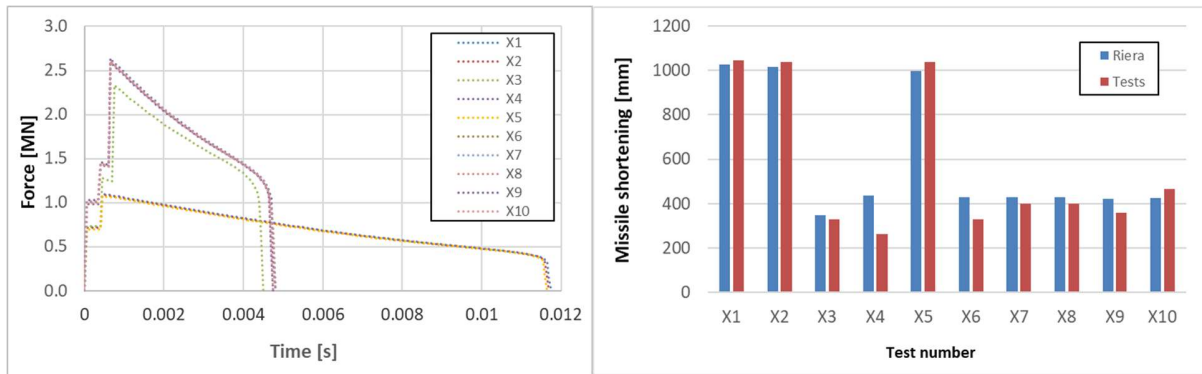 3.0
2.5
2.0
1.5
1.0
0.5
0.0
Force [MN]
0
0.002
0.004
0.006
0.008
0.01
0.012
Time [s]
X1
X2
X3
X4
X5
X6
X7
X8
X9
X10
1200
1000
800
600
400
200
0
Missile shortening [mm]
Riera
Tests
X1
X2
X3
X4
X5
X6
X7
X8
X9
X10
Test number